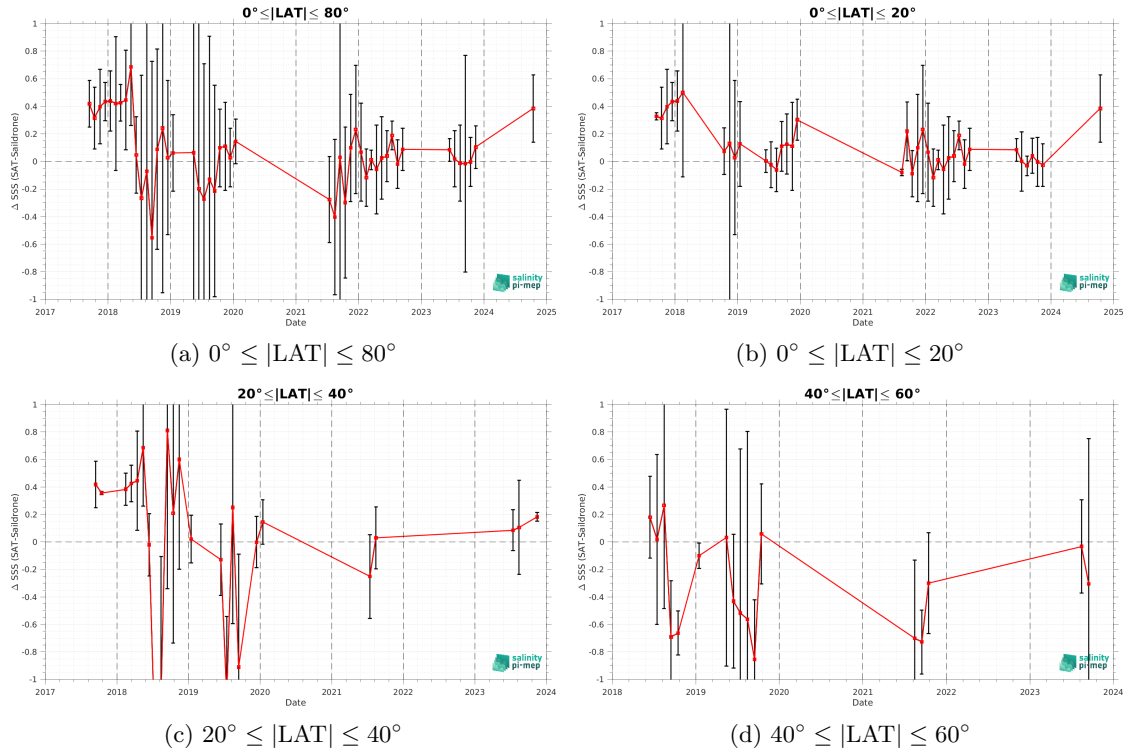 0°≤|LAT|≤ 80°
1
0.8
0.6
0.4
0.2
0
-0.2
-0.4
-0.6
-0.8
-1
Δ SSS (SAT-Saildrone)
2017 2018 2019 2020 2021 2022 2023 2024 2025
Date
salinity
pi-mep
(a) 0° ≤ |LAT| ≤ 80°
0°≤|LAT|≤ 20°
1
0.8
0.6
0.4
0.2
0
-0.2
-0.4
-0.6
-0.8
-1
Δ SSS (SAT-Saildrone)
2017 2018 2019 2020 2021 2022 2023 2024 2025
Date
salinity
pi-mep
(b) 0° ≤ |LAT| ≤ 20°
20°≤|LAT|≤ 40°
1
0.8
0.6
0.4
0.2
0
-0.2
-0.4
-0.6
-0.8
-1
Δ SSS (SAT-Saildrone)
2017 2018 2019 2020 2021 2022 2023 2024
Date
salinity
pi-mep
(c) 20° ≤ |LAT| ≤ 40°
40°≤|LAT|≤ 60°
1
0.8
0.6
0.4
0.2
0
-0.2
-0.4
-0.6
-0.8
-1
Δ SSS (SAT-Saildrone)
2018 2019 2020 2021 2022 2023 2024
Date
salinity
pi-mep
(d) 40° ≤ |LAT| ≤ 60°